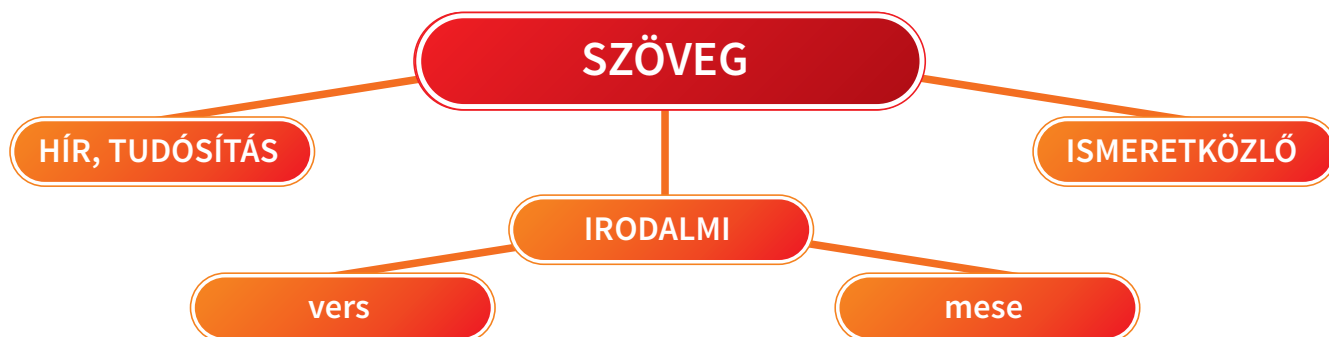 SZÖVEG
HÍR, TUDÓSÍTÁS
ISMERETKÖZLŐ
IRODALMI
vers
mese